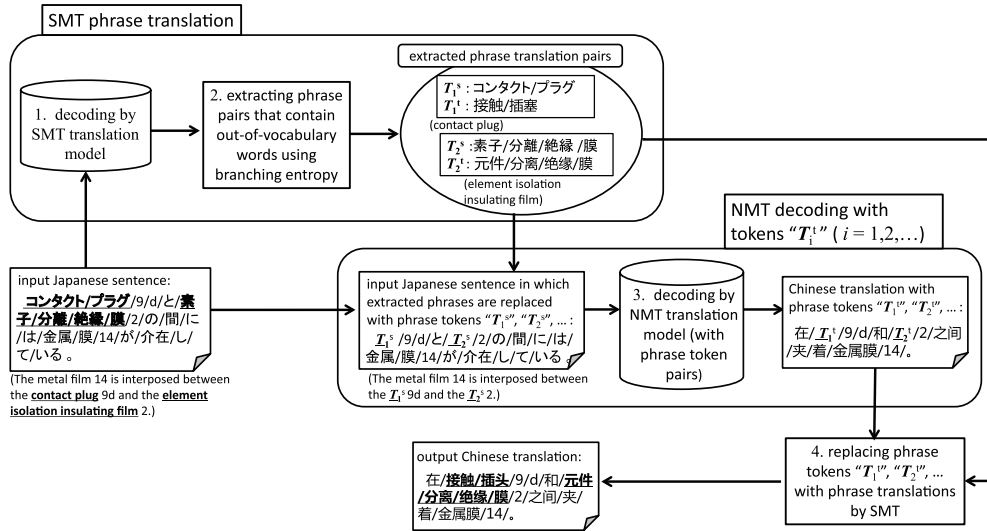 SMT phrase translation
extracted phrase translation pairs
1. decoding by
SMT translation
model
2. extracting phrase
pairs that contain
out-of-vocabulary
words using
branching entropy
T₁ˢ : コンタクト/プラグ
T₁ᵗ : 接触/插塞
(contact plug)
T₂ˢ : 素子/分離/絶縁 /膜
T₂ᵗ : 元件/分离/绝缘/膜
(element isolation
insulating film)
NMT decoding with
tokens “Tᵢᵗ” ( i = 1,2,…)
input Japanese sentence:
コンタクト/プラグ/9/d/と/素
子/分離/絶縁/膜/2/の/間/に
/は/金属/膜/14/が/介在/し/
て/いる 。
(The metal film 14 is interposed between
the contact plug 9d and the element
isolation insulating film 2.)
input Japanese sentence in which
extracted phrases are replaced
with phrase tokens “T₁ˢ”, “T₂ˢ”, … :
T₁ˢ /9/d/と/ T₂ˢ /2/の/間/に/は/
金属/膜/14/が/介在/し/て/いる。
(The metal film 14 is interposed between
the T₁ˢ 9d and the T₂ˢ 2.)
3. decoding by
NMT translation
model (with
phrase token
pairs)
Chinese translation
with phrase tokens
“T₁ᵗ”, “T₂ᵗ”, … :
在/ T₁ᵗ/9/d/和/T₂ᵗ/2/之间
/夹/着/金属膜/14/。
4. replacing phrase
tokens “T₁ᵗ”, “T₂ᵗ”, …
with phrase translations
by SMT
output Chinese translation:
在/接触/插头/9/d/和/元件
/分离/绝缘/膜/2/之间/夹/
着/金属膜/14/。